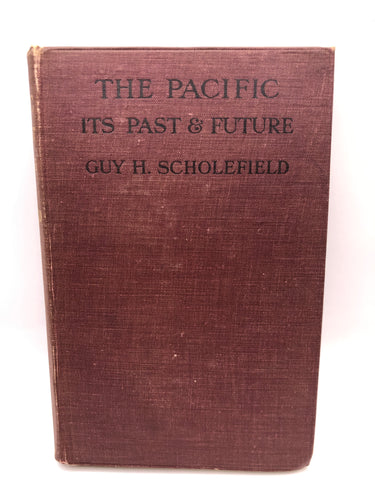 THE PACIFIC
ITS PAST & FUTURE
GUY H. SCHOLEFIELD